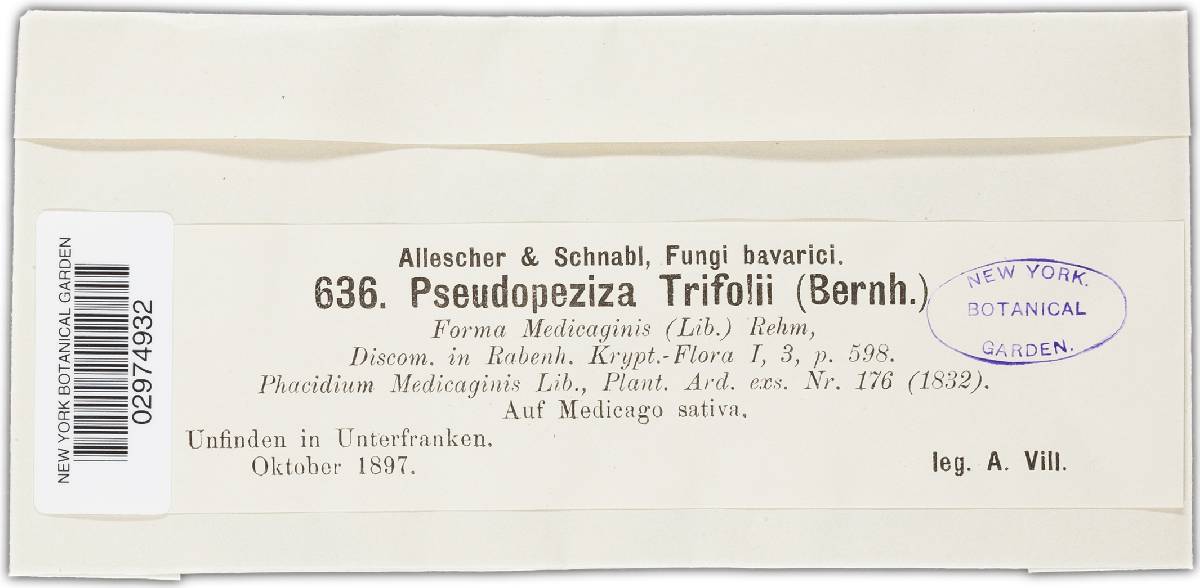 Allescher & Schnabl, Fungi bavarici.
636. Pseudopeziza Trifolii (Bernh.)
Forma Medicaginis (Lib.) Rehm,
Discom. in Rabenh. Krypt.-Flora I, 3, p. 598.
Phacidium Medicaginis Lib., Plant. Ard. exs. Nr. 176 (1832).
Auf Medicago sativa.
Unfinden in Unterfranken.
Oktober 1897.
leg. A. Vill.
NEW YORK.
BOTANICAL
GARDEN.
NEW YORK BOTANICAL GARDEN
02974932